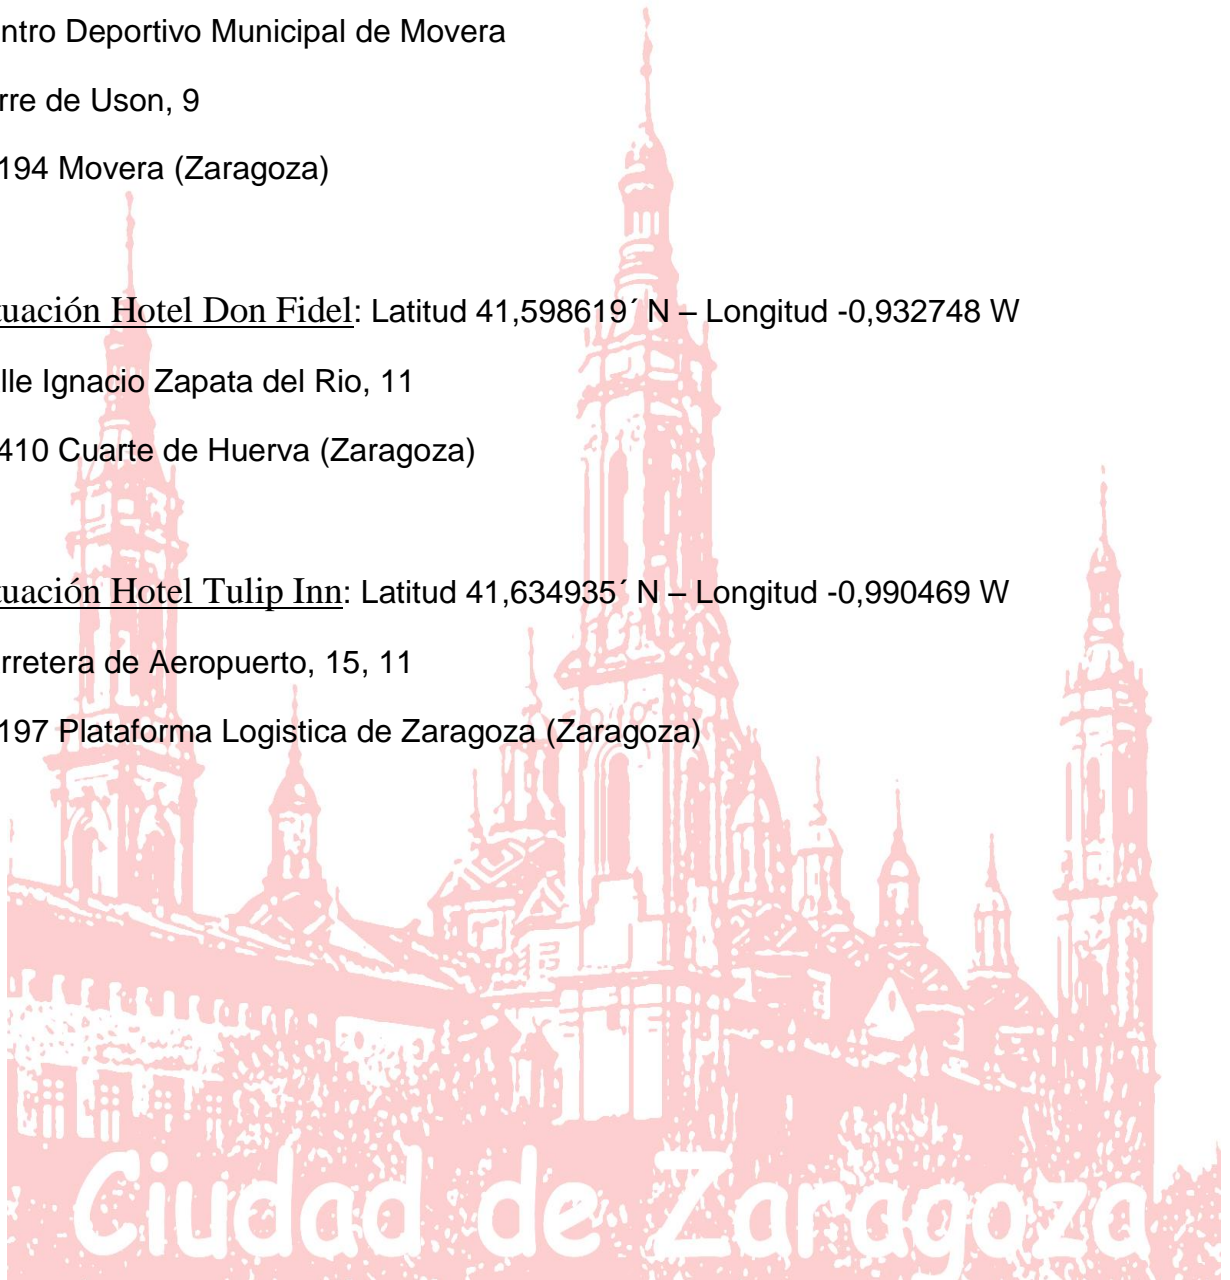 ntro Deportivo Municipal de Movera
rre de Uson, 9
194 Movera (Zaragoza)
tuación Hotel Don Fidel: Latitud 41,598619´ N – Longitud -0,932748 W
lle Ignacio Zapata del Rio, 11
410 Cuarte de Huerva (Zaragoza)
tuación Hotel Tulip Inn: Latitud 41,634935´ N – Longitud -0,990469 W
rretera de Aeropuerto, 15, 11
197 Plataforma Logistica de Zaragoza (Zaragoza)
Ciudad de Zaragoza